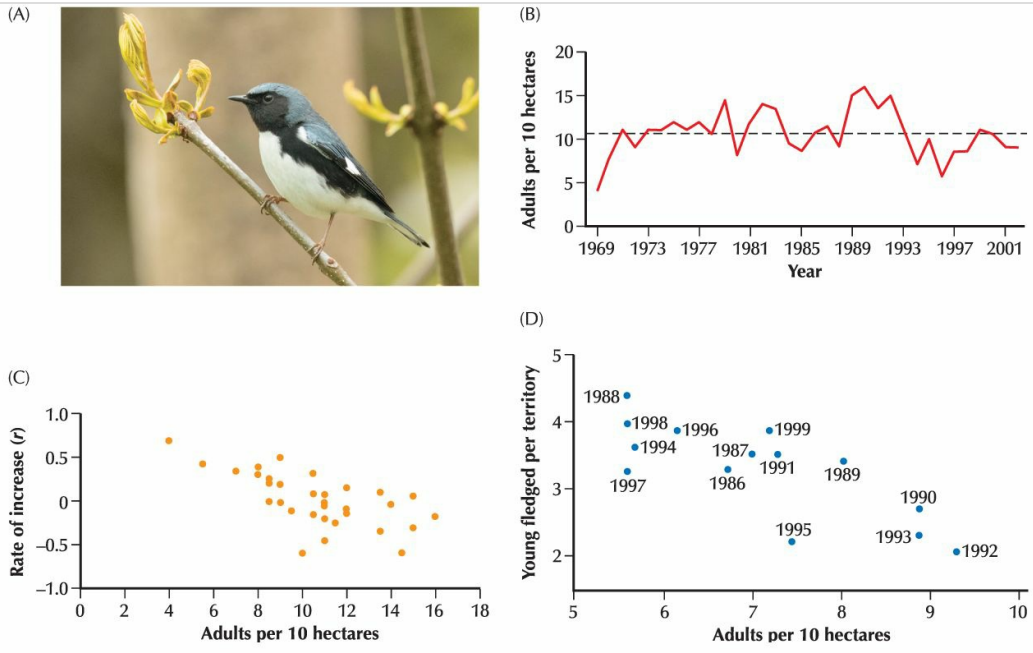 (A)
(B)
Adults per 10 hectares
20
15
10
5
0
1969 1973 1977 1981 1985 1989 1993 1997 2001
Year
(C)
Rate of increase (r)
1.0
0.5
0
–0.5
–1.0
0 2 4 6 8 10 12 14 16 18
Adults per 10 hectares
(D)
Young fledged per territory
5
4
3
2
1988
1998 1996 1999
1994 1987 1991
1997 1986 1989
1990
1995 1993
1992
5 6 7 8 9 10
Adults per 10 hectares